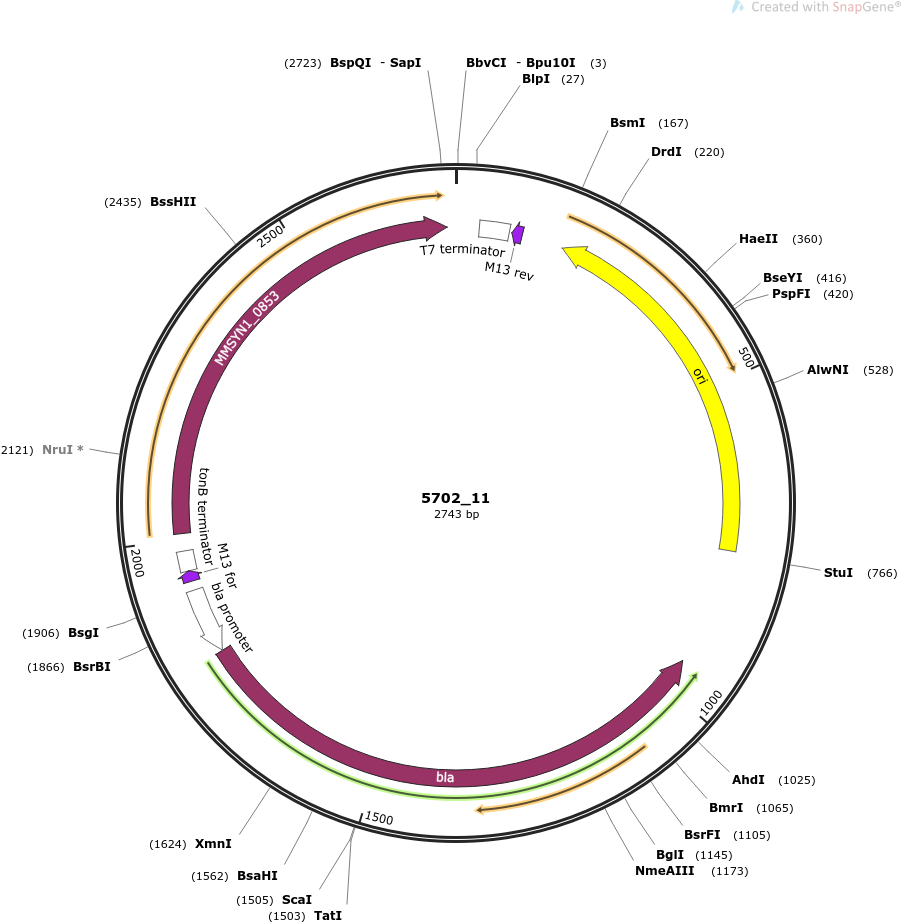 Created with SnapGene®
(2723) BspQI - SapI
BbvCI - Bpu10I (3)
BlpI (27)
BsmI (167)
DrdI (220)
(2435) BssHII
2500
HaeII (360)
T7 terminator
M13 rev
BseYI (416)
PspFI (420)
MMSYN1_0853
500
AlwNI (528)
ori
2121) NruI *
tonB terminator
5702_11
2743 bp
2000
M13 for
StuI (766)
bla promoter
(1906) BsgI
(1866) BsrBI
1000
bla
AhdI (1025)
BmrI (1065)
1500
BsrFI (1105)
(1624) XmnI
BglI (1145)
NmeAIII (1173)
(1562) BsaHI
(1505) ScaI
(1503) TatI